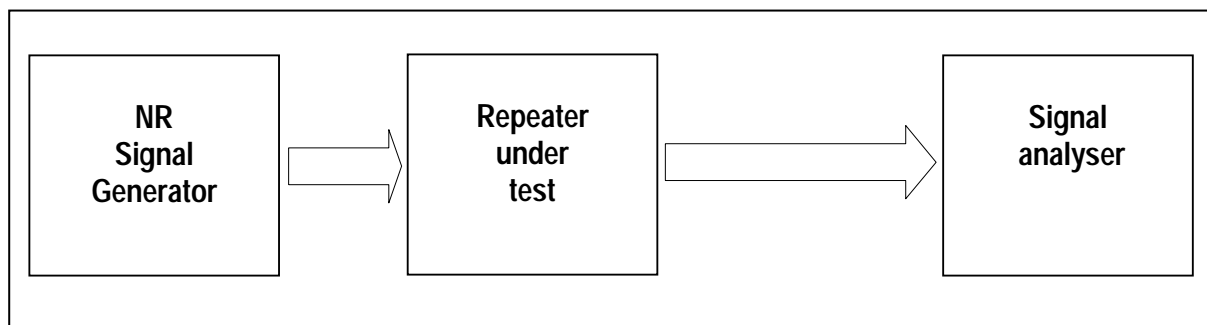 NR
Signal
Generator
Repeater
under
test
Signal
analyser